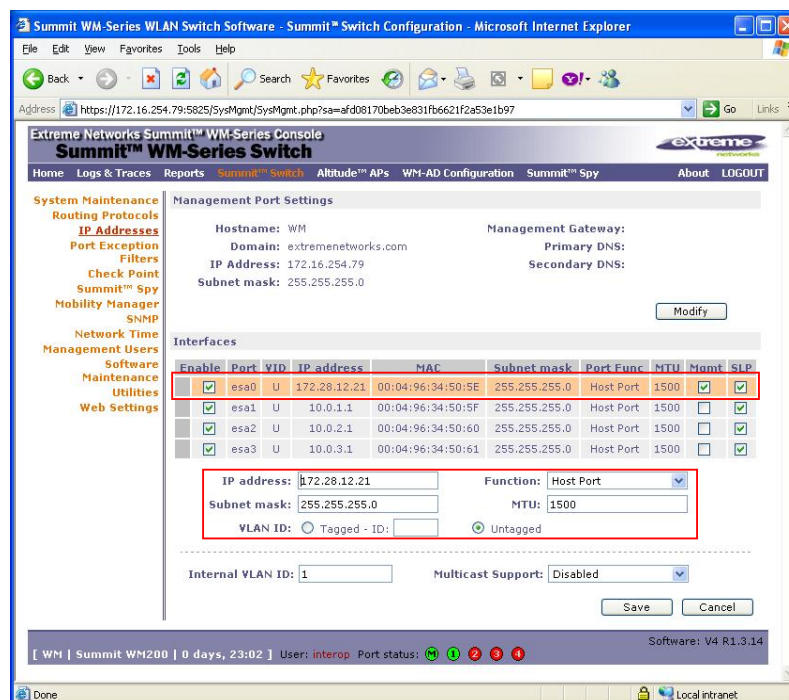 Summit WM-Series WLAN Switch Software - Summit™ Switch Configuration - Microsoft Internet Explorer
File Edit View Favorites Tools Help
Back Search Favorites
Address https://172.16.254.79:5825/SysMgmt/SysMgmt.php?sa=afd08170beb3e831fb6621f2a53e1b97 Go Links
Extreme Networks Summit™ WM-Series Console
Summit™ WM-Series Switch
extreme networks
Home Logs & Traces Reports Summit™ Switch Altitude™ APs WM-AD Configuration Summit™ Spy About LOGOUT
System Maintenance
Routing Protocols
IP Addresses
Port Exception
Filters
Check Point
Summit™ Spy
Mobility Manager
SNMP
Network Time
Management Users
Software
Maintenance
Utilities
Web Settings
Management Port Settings
Hostname: WM Management Gateway:
Domain: extremenetworks.com Primary DNS:
IP Address: 172.16.254.79 Secondary DNS:
Subnet mask: 255.255.255.0
Modify
Interfaces
Enable Port VID IP address MAC Subnet mask Port Func MTU Mgmt SLP
esa0 U 172.28.12.21 00:04:96:34:50:5E 255.255.255.0 Host Port 1500
esa1 U 10.0.1.1 00:04:96:34:50:5F 255.255.255.0 Host Port 1500
esa2 U 10.0.2.1 00:04:96:34:50:60 255.255.255.0 Host Port 1500
esa3 U 10.0.3.1 00:04:96:34:50:61 255.255.255.0 Host Port 1500
IP address: 172.28.12.21 Function: Host Port
Subnet mask: 255.255.255.0 MTU: 1500
VLAN ID: Tagged - ID: Untagged
Internal VLAN ID: 1 Multicast Support: Disabled
Save Cancel
Software: V4 R1.3.14
[ WM | Summit WM200 | 0 days, 23:02 ] User: interop Port status: M 1 2 3 4
Done Local intranet